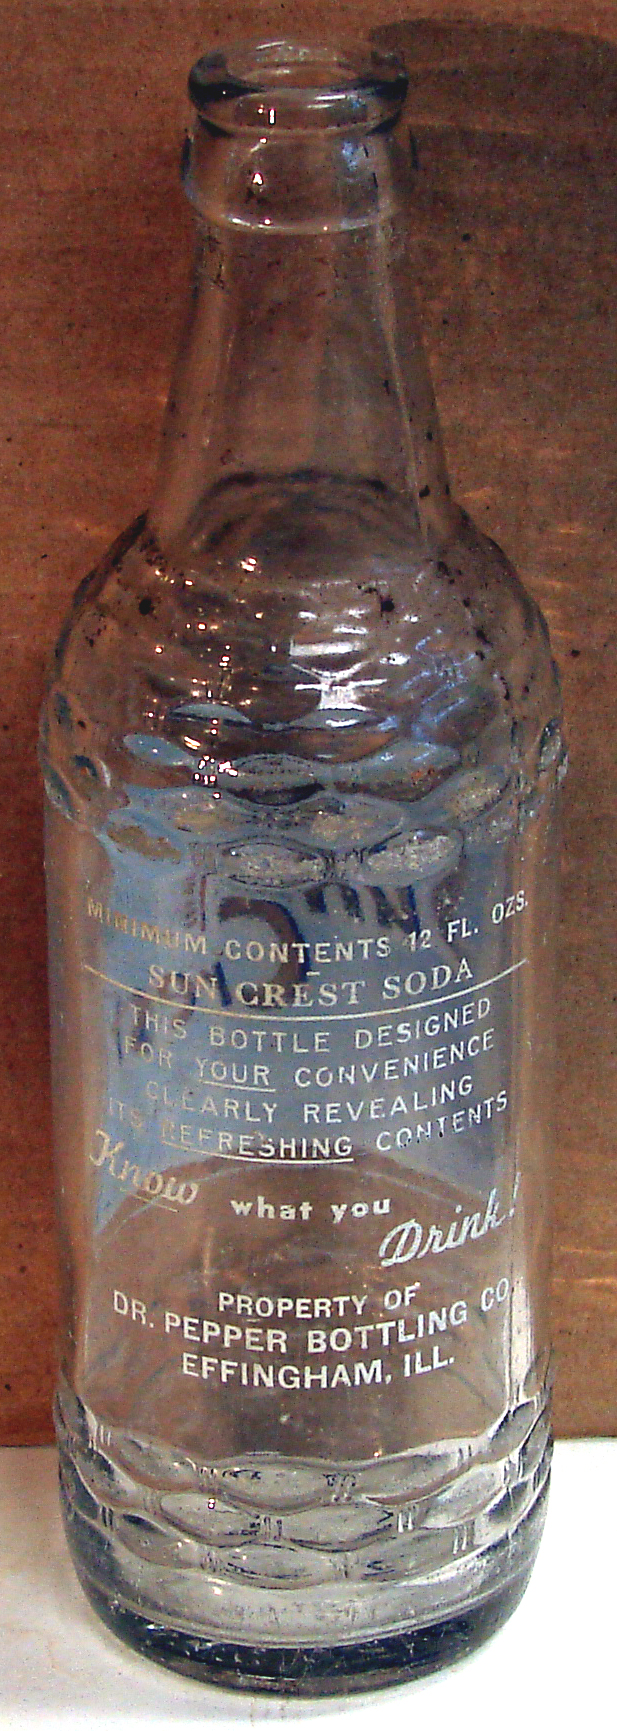 MINIMUM CONTENTS 12 FL. OZS.
SUN CREST SODA
THIS BOTTLE DESIGNED
FOR YOUR CONVENIENCE
CLEARLY REVEALING
ITS REFRESHING CONTENTS
Know what you Drink!
PROPERTY OF
DR. PEPPER BOTTLING CO.
EFFINGHAM, ILL.